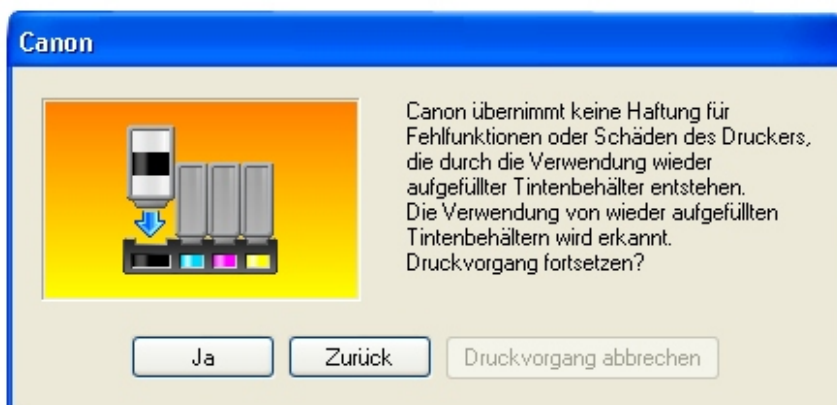 Canon
Canon übernimmt keine Haftung für
Fehlfunktionen oder Schäden des Druckers,
die durch die Verwendung wieder
aufgefüllter Tintenbehälter entstehen.
Die Verwendung von wieder aufgefüllten
Tintenbehältern wird erkannt.
Druckvorgang fortsetzen?
Ja
Zurück
Druckvorgang abbrechen